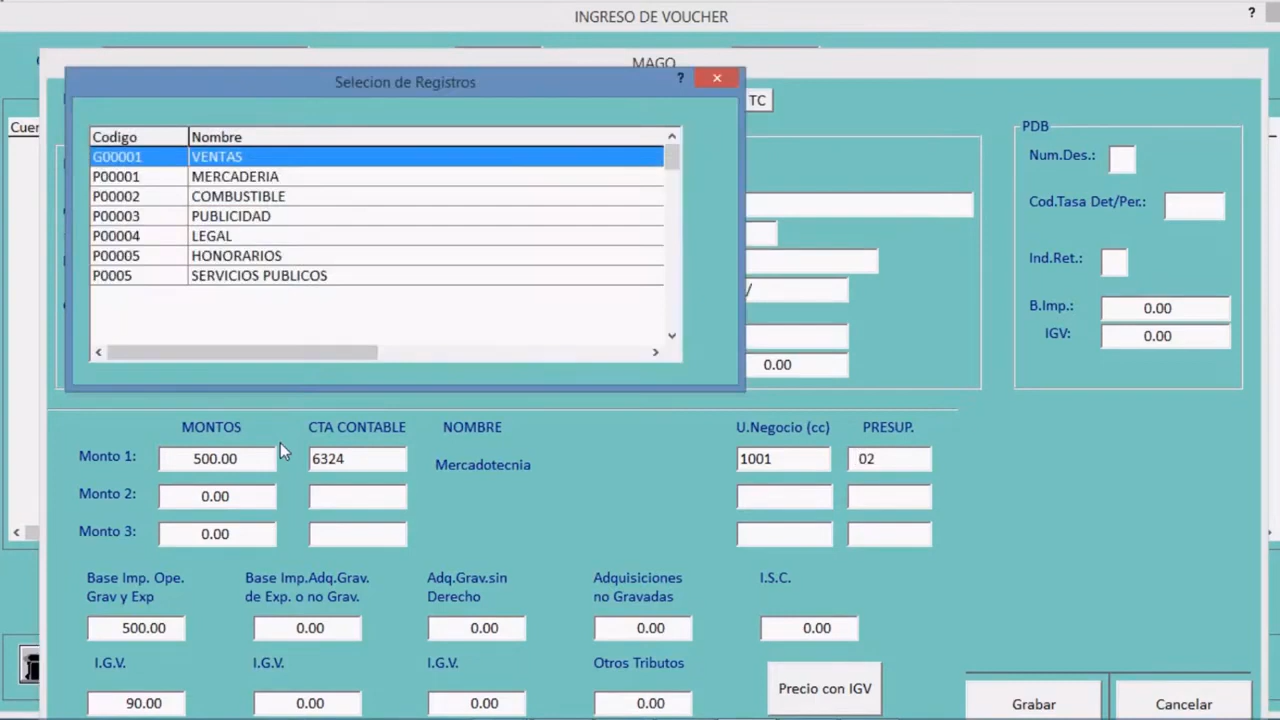 INGRESO DE VOUCHER
?
MAGO
Selecion de Registros
?
TC
Cuer
Codigo Nombre
G00001 VENTAS
P00001 MERCADERIA
P00002 COMBUSTIBLE
P00003 PUBLICIDAD
P00004 LEGAL
P00005 HONORARIOS
P0005 SERVICIOS PUBLICOS
/
0.00
PDB
Num.Des.:
Cod.Tasa Det/Per.:
Ind.Ret.:
B.Imp.: 0.00
IGV: 0.00
MONTOS CTA CONTABLE NOMBRE U.Negocio (cc) PRESUP.
Monto 1: 500.00 6324 Mercadotecnia 1001 02
Monto 2: 0.00
Monto 3: 0.00
Base Imp. Ope. Base Imp.Adq.Grav. Adq.Grav.sin Adquisiciones I.S.C.
Grav y Exp de Exp. o no Grav. Derecho no Gravadas
500.00 0.00 0.00 0.00 0.00
I.G.V. I.G.V. I.G.V. Otros Tributos
90.00 0.00 0.00 0.00
Precio con IGV
Grabar Cancelar